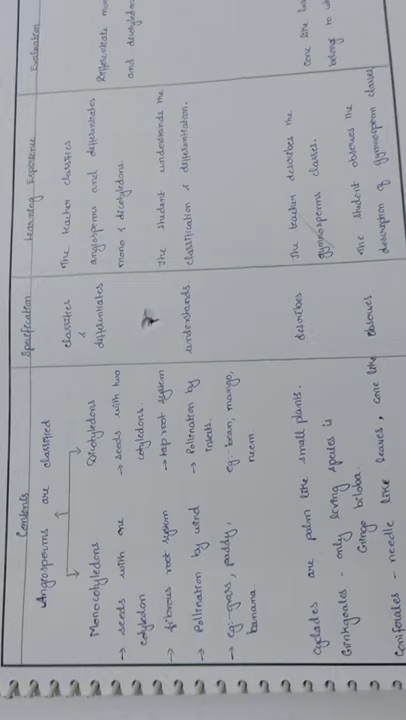 Contents
Angiosperms are classified
Monocotyledons
→ seeds with one
cotyledon
→ fibrous root system
→ Pollination by wind
→ eg:- grass, paddy,
banana.
Dicotyledons
→ seeds with two
cotyledons.
→ tap root system
→ Pollination by
insects.
eg:- bean, mango,
neem
Cyclades are palm like small plants.
Ginkgoales - only living species is
Gingo biloba.
Coniferales - needle like leaves, cone like
Specification
classifies
&
differentiates
understands
describes
observes
Learning Experience
The teacher classifies
angiosperms and differentiates
mono & dicotyledons.
The student understands the
classification & differentiation.
The teacher describes the
gymnosperms classes.
The student observes the
description of gymnosperm classes
Evaluation
Differentiate
and
cone like
belong to